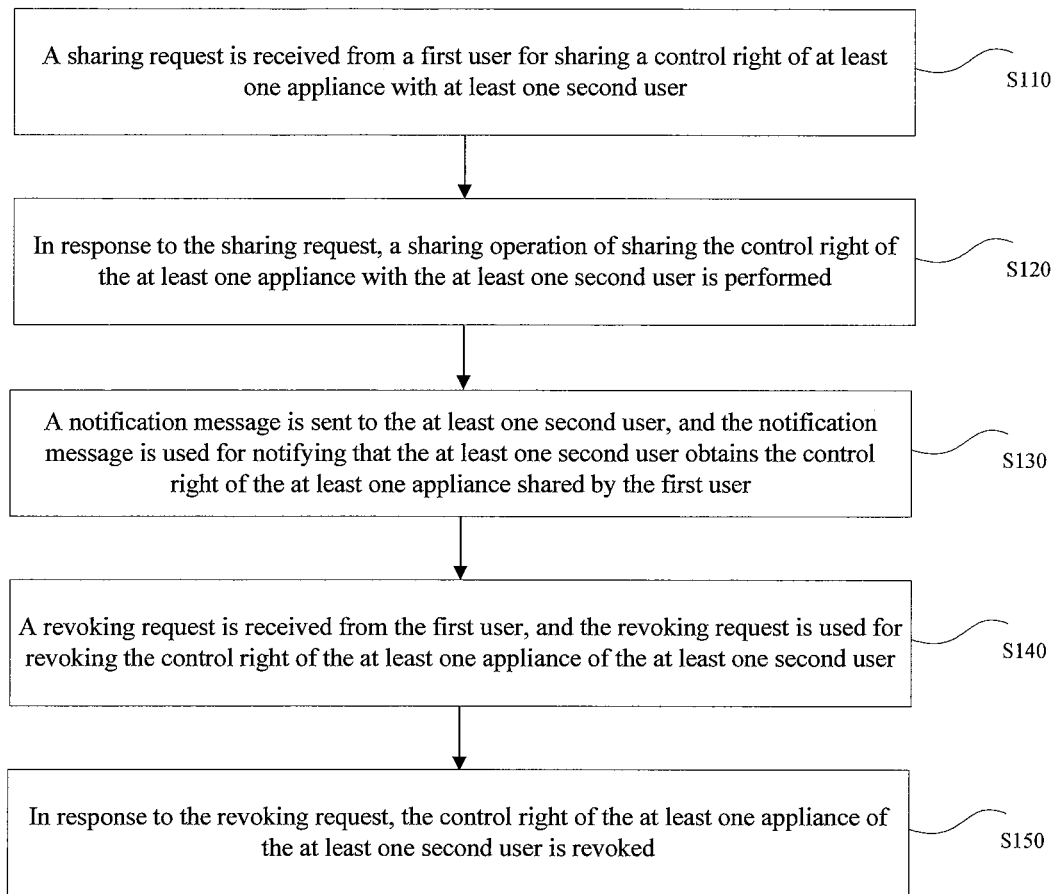 A sharing request is received from a first user for sharing a control right of at least
one appliance with at least one second user
S110
In response to the sharing request, a sharing operation of sharing the control right of
the at least one appliance with the at least one second user is performed
S120
A notification message is sent to the at least one second user, and the notification
message is used for notifying that the at least one second user obtains the control
right of the at least one appliance shared by the first user
S130
A revoking request is received from the first user, and the revoking request is used for
revoking the control right of the at least one appliance of the at least one second user
S140
In response to the revoking request, the control right of the at least one appliance of
the at least one second user is revoked
S150